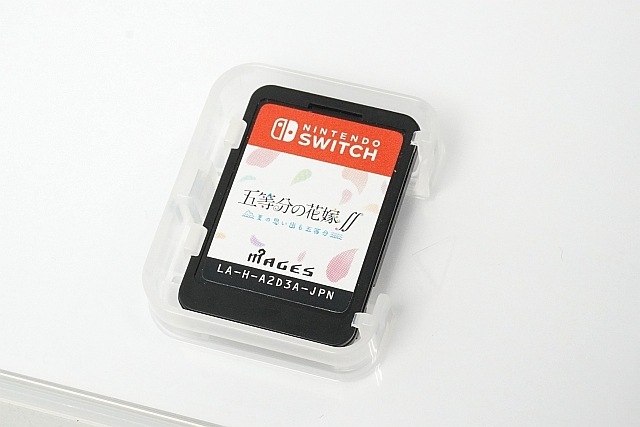 NINTENDO
SWITCH
五等分の花嫁∬
夏の思い出も五等分
MAGES
LA-H-A2D3A-JPN